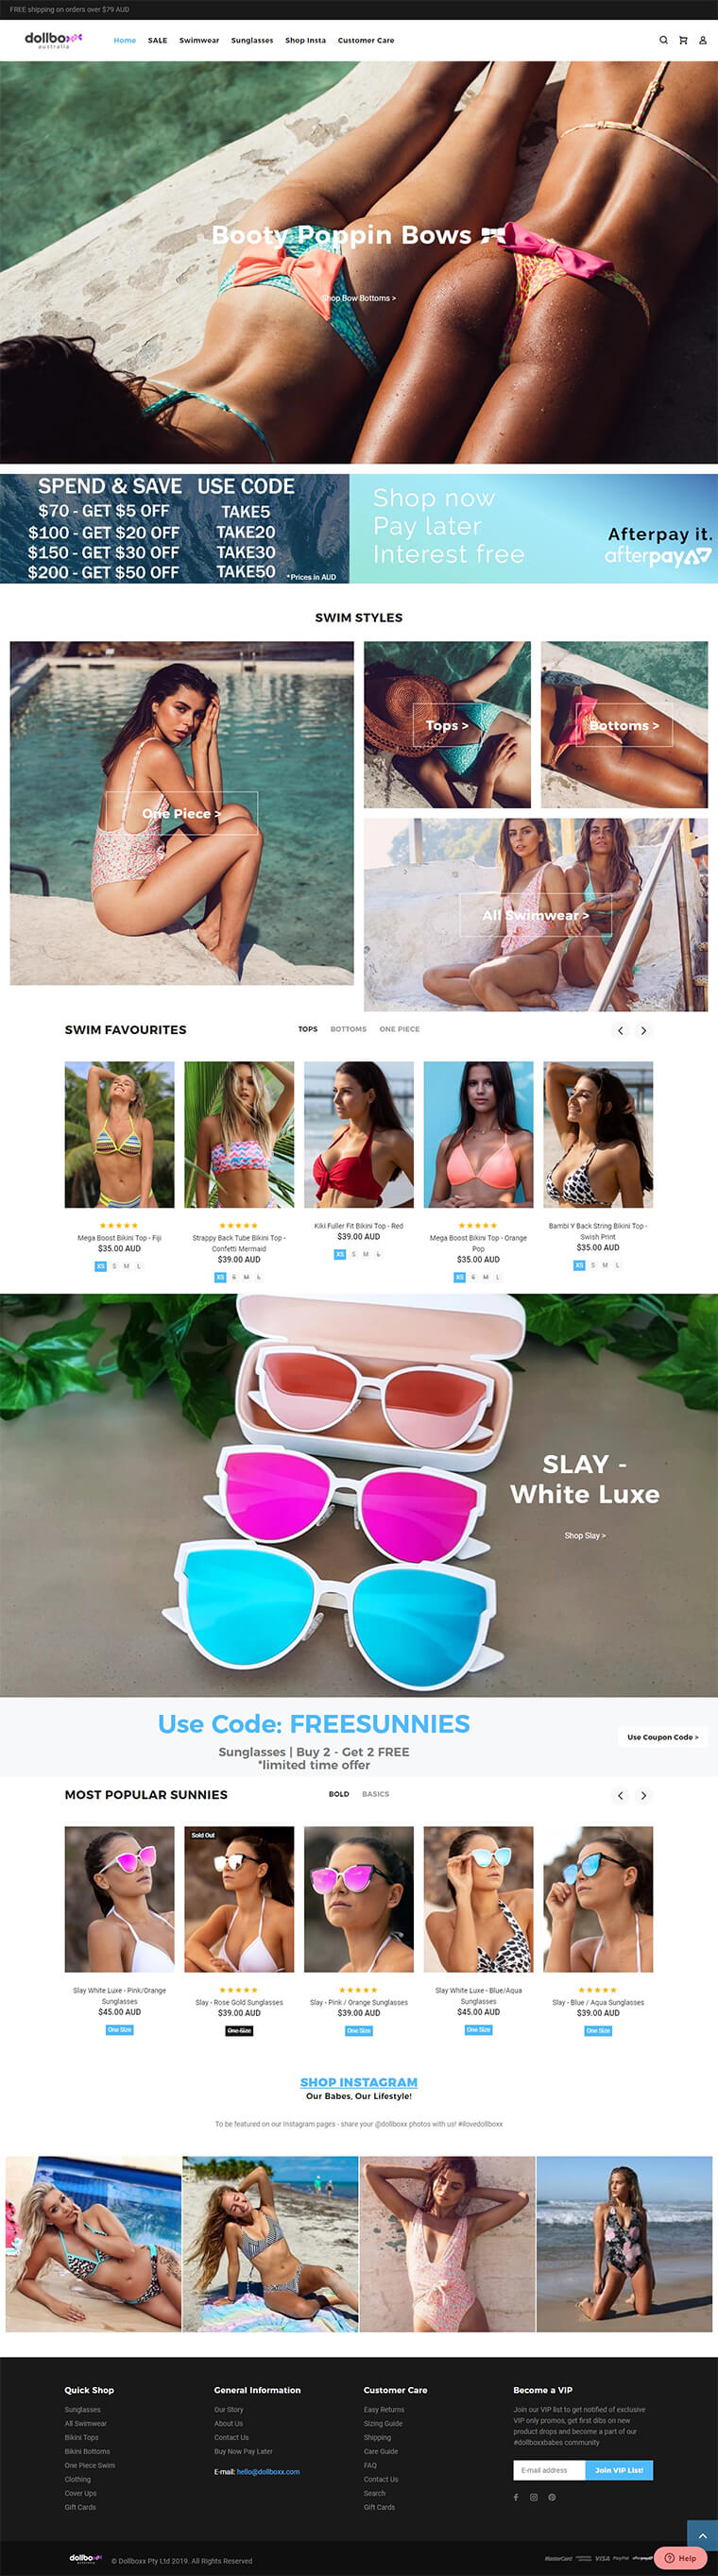 FREE shipping on orders over $79 AUD
dollboxx
australia
Home SALE Swimwear Sunglasses Shop Insta Customer Care
Booty Poppin Bows
Shop Bow Bottoms >
SPEND & SAVE USE CODE
$70 - GET $5 OFF TAKE5
$100 - GET $20 OFF TAKE20
$150 - GET $30 OFF TAKE30
$200 - GET $50 OFF TAKE50
*Prices in AUD
Shop now
Pay later
Interest free
Afterpay it.
afterpay
SWIM STYLES
One Piece >
Tops >
Bottoms >
All Swimwear >
SWIM FAVOURITES
TOPS BOTTOMS ONE PIECE
Mega Boost Bikini Top - Fiji
$35.00 AUD
XS S M L
Strappy Back Tube Bikini Top -
Confetti Mermaid
$39.00 AUD
XS S M L
Kiki Fuller Fit Bikini Top - Red
$39.00 AUD
XS S M L
Mega Boost Bikini Top - Orange
Pop
$35.00 AUD
XS S M L
Bambi Y Back String Bikini Top -
Swish Print
$35.00 AUD
XS S M L
SLAY -
White Luxe
Shop Slay >
Use Code: FREESUNNIES
Sunglasses | Buy 2 - Get 2 FREE
*limited time offer
Use Coupon Code >
MOST POPULAR SUNNIES
BOLD BASICS
Slay White Luxe - Pink/Orange
Sunglasses
$45.00 AUD
One Size
Sold Out
Slay - Rose Gold Sunglasses
$39.00 AUD
One Size
Slay - Pink / Orange Sunglasses
$39.00 AUD
One Size
Slay White Luxe - Blue/Aqua
Sunglasses
$45.00 AUD
One Size
Slay - Blue / Aqua Sunglasses
$39.00 AUD
One Size
SHOP INSTAGRAM
Our Babes, Our Lifestyle!
To be featured on our Instagram pages - share your @dollboxx photos with us! #ilovedollboxx
Quick Shop
Sunglasses
All Swimwear
Bikini Tops
Bikini Bottoms
One Piece Swim
Clothing
Cover Ups
Gift Cards
General Information
Our Story
About Us
Contact Us
Buy Now Pay Later
E-mail: hello@dollboxx.com
Customer Care
Easy Returns
Sizing Guide
Shipping
Care Guide
FAQ
Contact Us
Search
Gift Cards
Become a VIP
Join our VIP list to get notified of exclusive
VIP only promos, get first dibs on new
product drops and become a part of our
#dollboxxbabes community
E-mail address
Join VIP List!
dollboxx
australia
© Dollboxx Pty Ltd 2019. All Rights Reserved
MasterCard VISA PayPal afterpay
Help